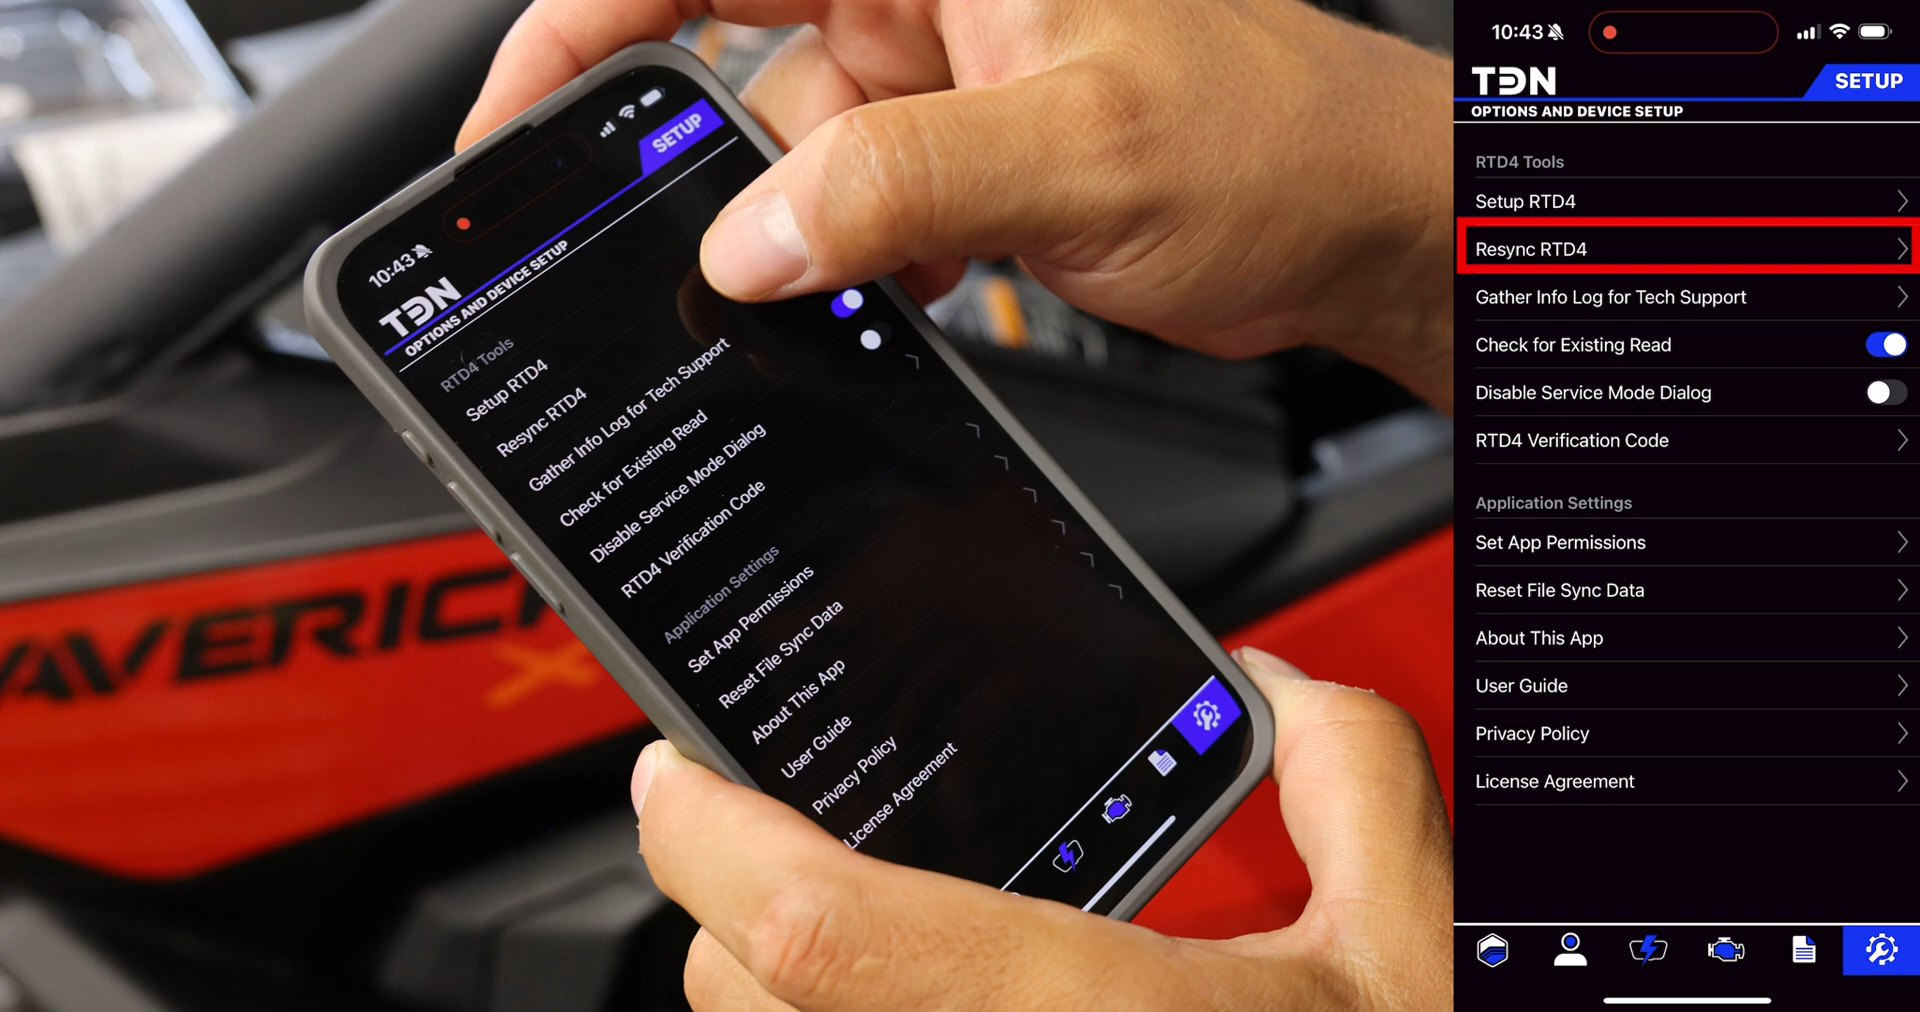 AVERICK
X
10:43
SETUP
TDN
OPTIONS AND DEVICE SETUP
RTD4 Tools
Setup RTD4
Resync RTD4
Gather Info Log for Tech Support
Check for Existing Read
Disable Service Mode Dialog
RTD4 Verification Code
Application Settings
Set App Permissions
Reset File Sync Data
About This App
User Guide
Privacy Policy
License Agreement
10:43
TDN
SETUP
OPTIONS AND DEVICE SETUP
RTD4 Tools
Setup RTD4
Resync RTD4
Gather Info Log for Tech Support
Check for Existing Read
Disable Service Mode Dialog
RTD4 Verification Code
Application Settings
Set App Permissions
Reset File Sync Data
About This App
User Guide
Privacy Policy
License Agreement